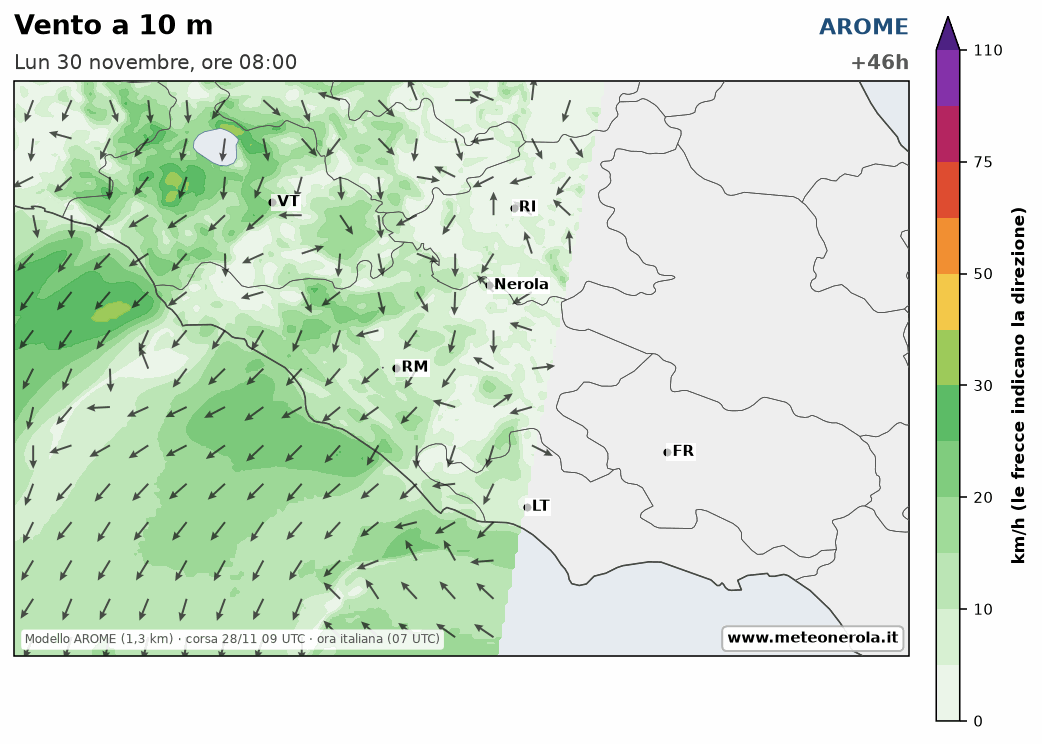 Vento a 10 m
AROME
Lun 30 novembre, ore 08:00
+46h
VT
RI
Nerola
RM
FR
LT
Modello AROME (1,3 km) · corsa 28/11 09 UTC · ora italiana (07 UTC)
www.meteonerola.it
110
75
50
30
20
10
0
km/h (le frecce indicano la direzione)